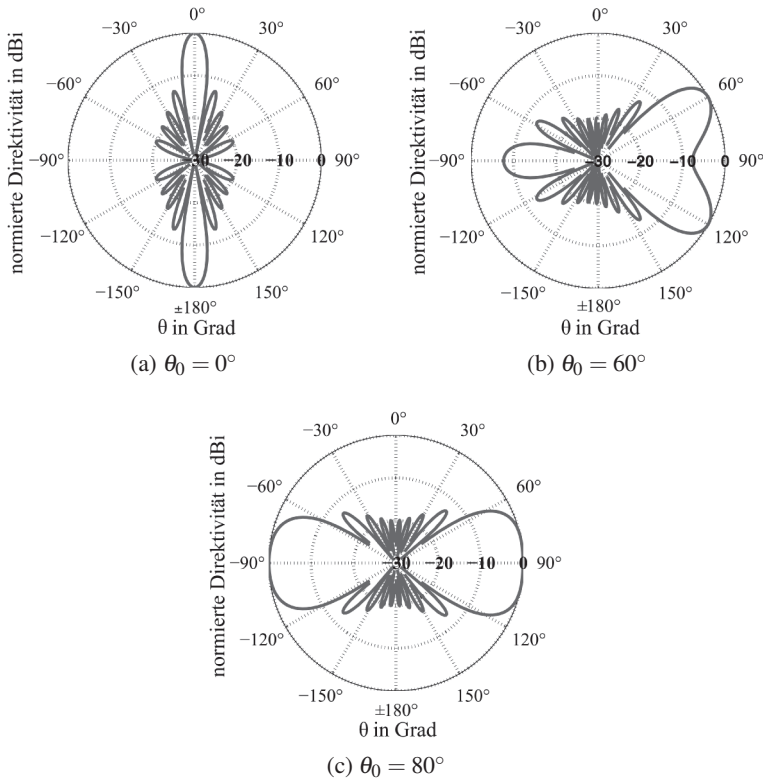 normierte Direktivität in dBi
0°
−30°
30°
−60°
60°
−90°
−30 −20 −10 0 90°
−120°
120°
−150°
150°
±180°
θ in Grad
(a) θ0 = 0°
normierte Direktivität in dBi
0°
−30°
30°
−60°
60°
−90°
−30 −20 −10 0 90°
−120°
120°
−150°
150°
±180°
θ in Grad
(b) θ0 = 60°
normierte Direktivität in dBi
0°
−30°
30°
−60°
60°
−90°
−30 −20 −10 0 90°
−120°
120°
−150°
150°
±180°
θ in Grad
(c) θ0 = 80°